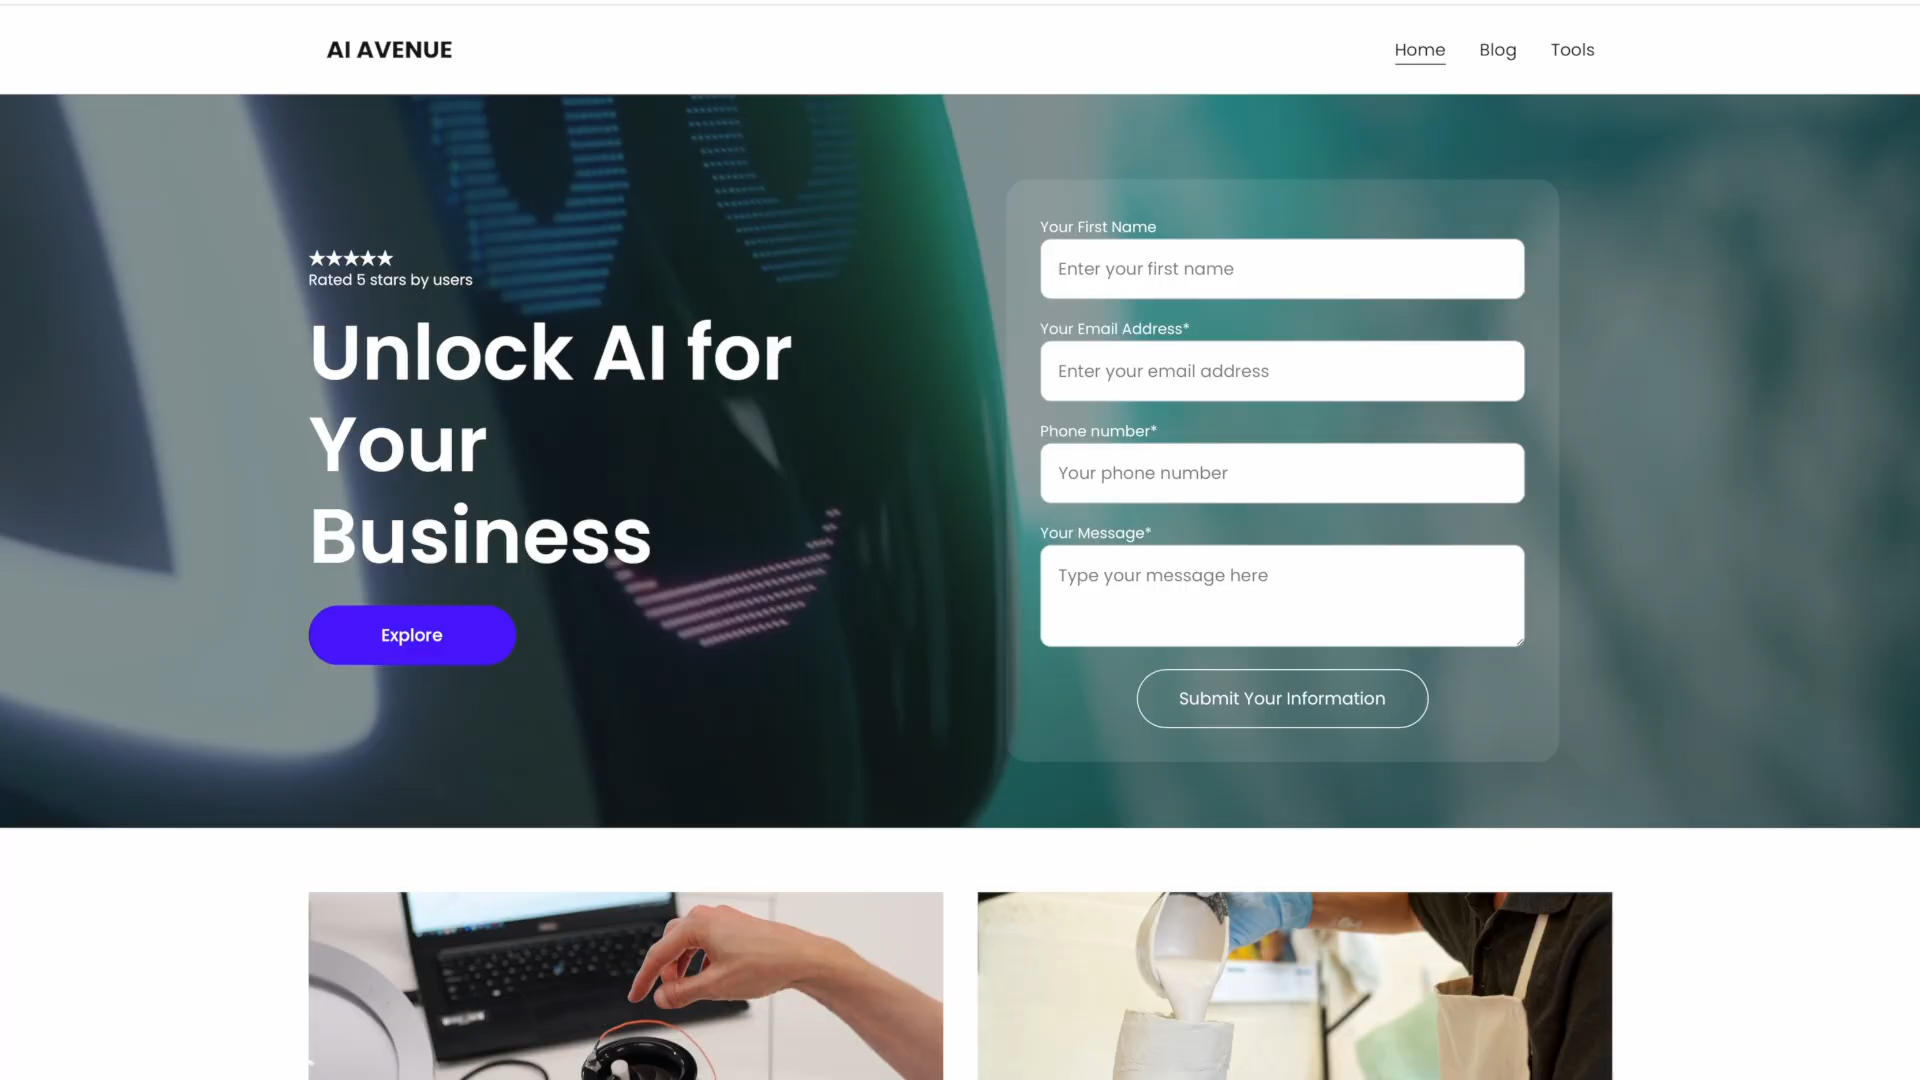 AI AVENUE
Home Blog Tools
★★★★★
Rated 5 stars by users
Unlock AI for
Your
Business
Explore
Your First Name
Enter your first name
Your Email Address*
Enter your email address
Phone number*
Your phone number
Your Message*
Type your message here
Submit Your Information